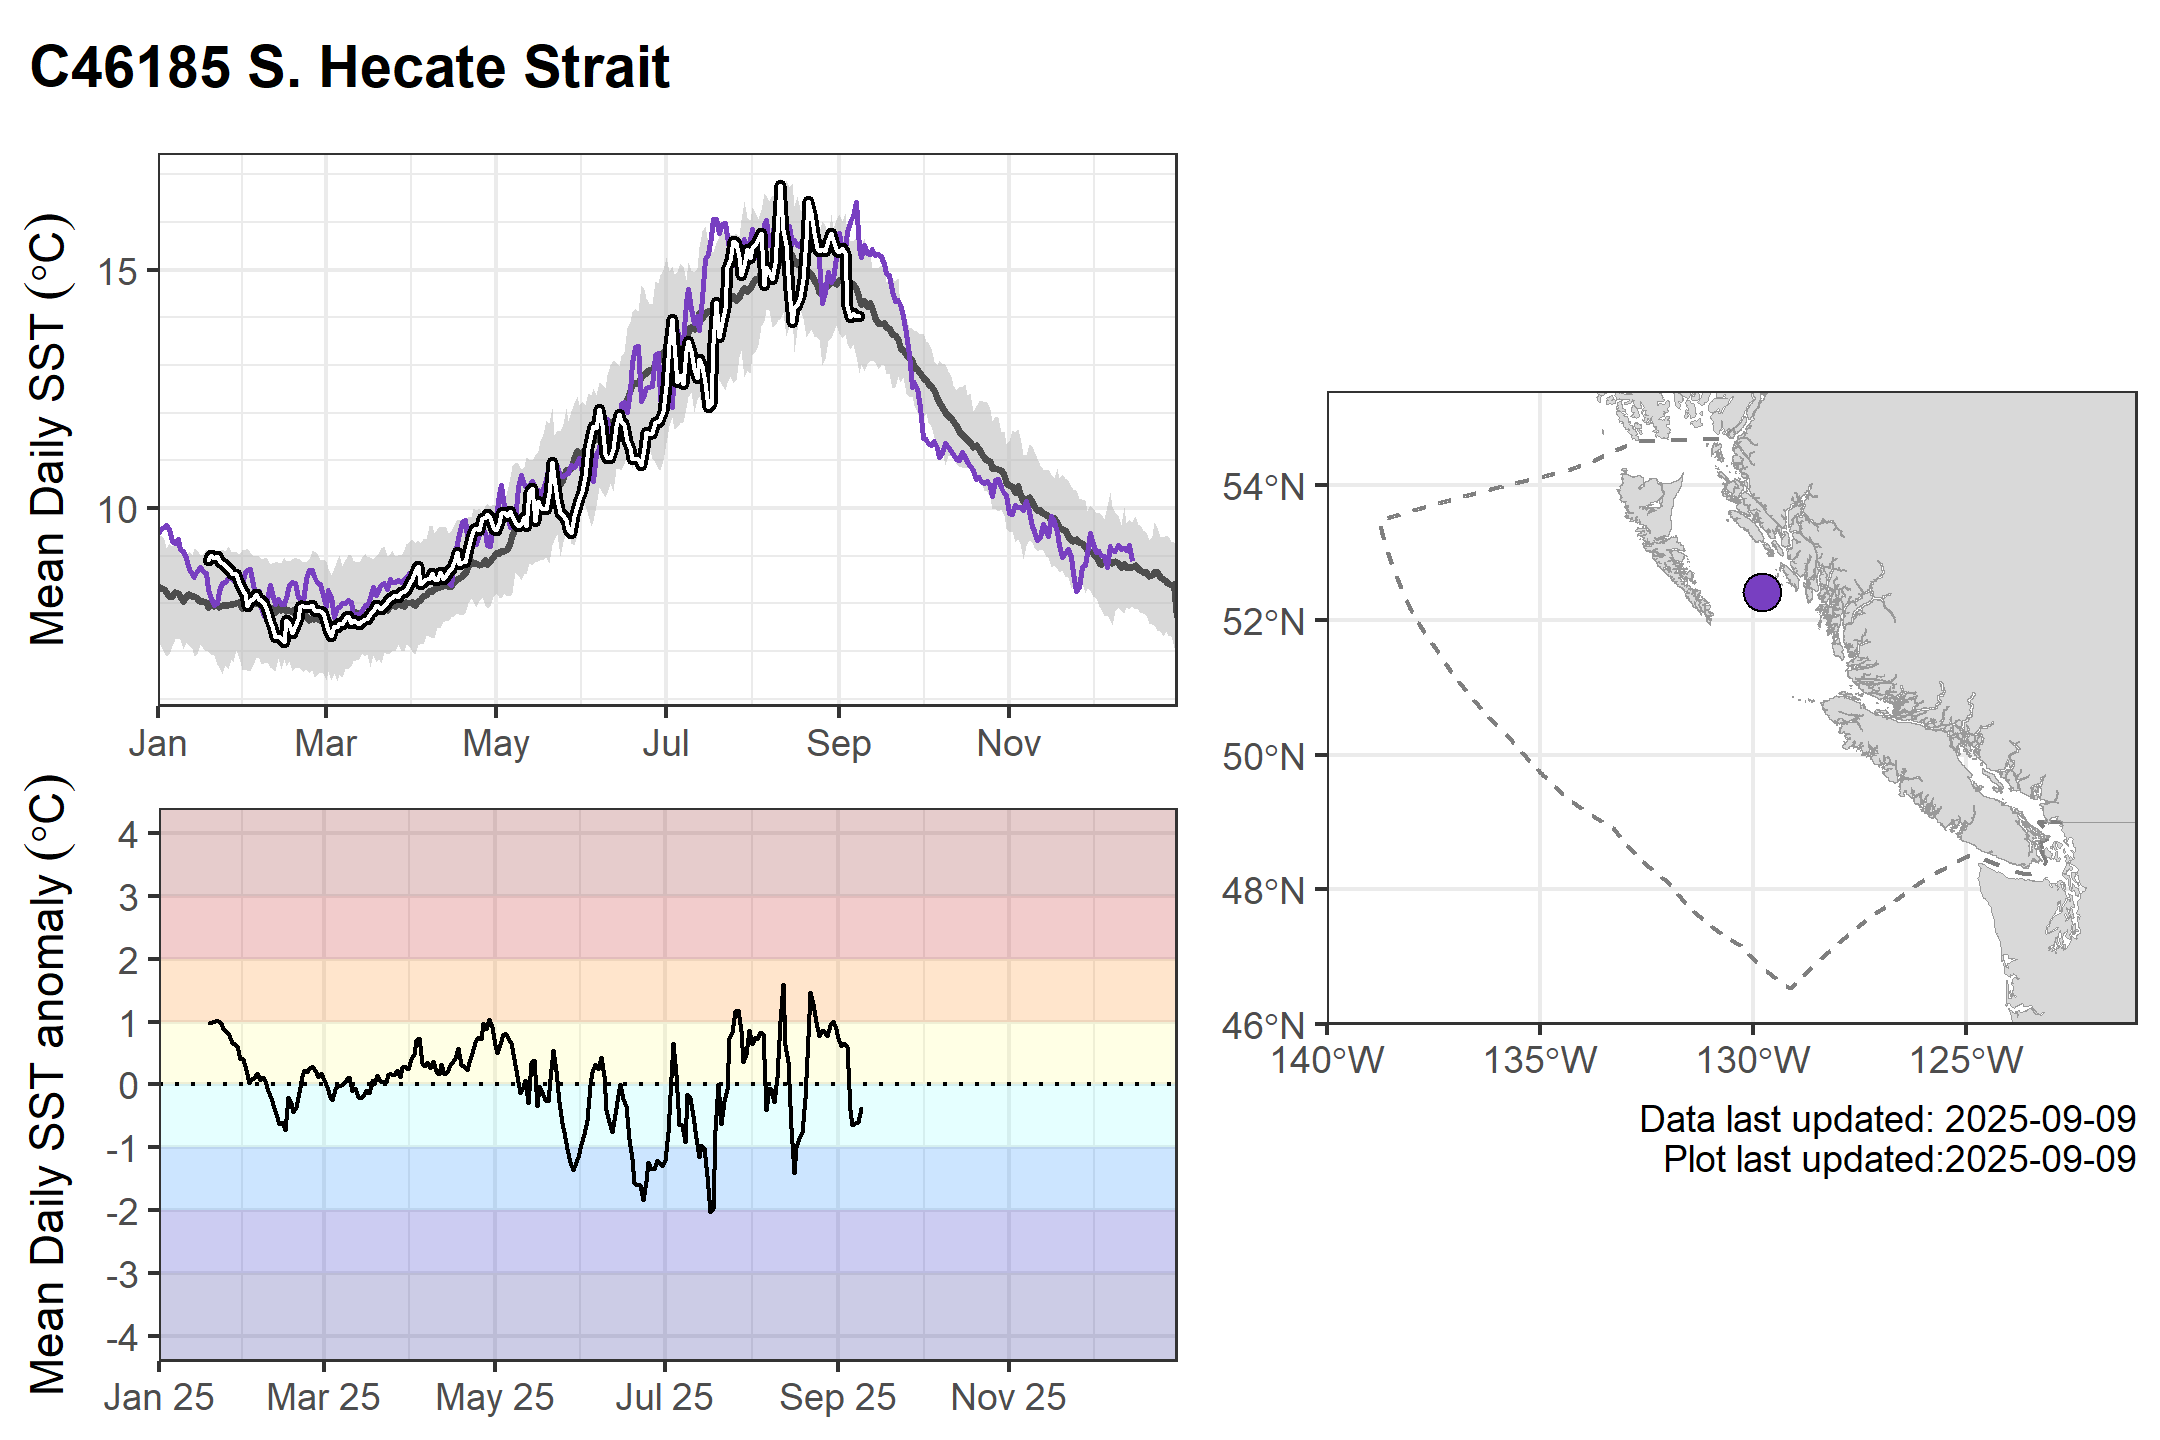 C46185 S. Hecate Strait
Mean Daily SST (°C)
15
10
Jan Mar May Jul Sep Nov
Mean Daily SST anomaly (°C)
4
3
2
1
0
-1
-2
-3
-4
Jan 25 Mar 25 May 25 Jul 25 Sep 25 Nov 25
54°N
52°N
50°N
48°N
46°N
140°W 135°W 130°W 125°W
Data last updated: 2025-09-09
Plot last updated:2025-09-09